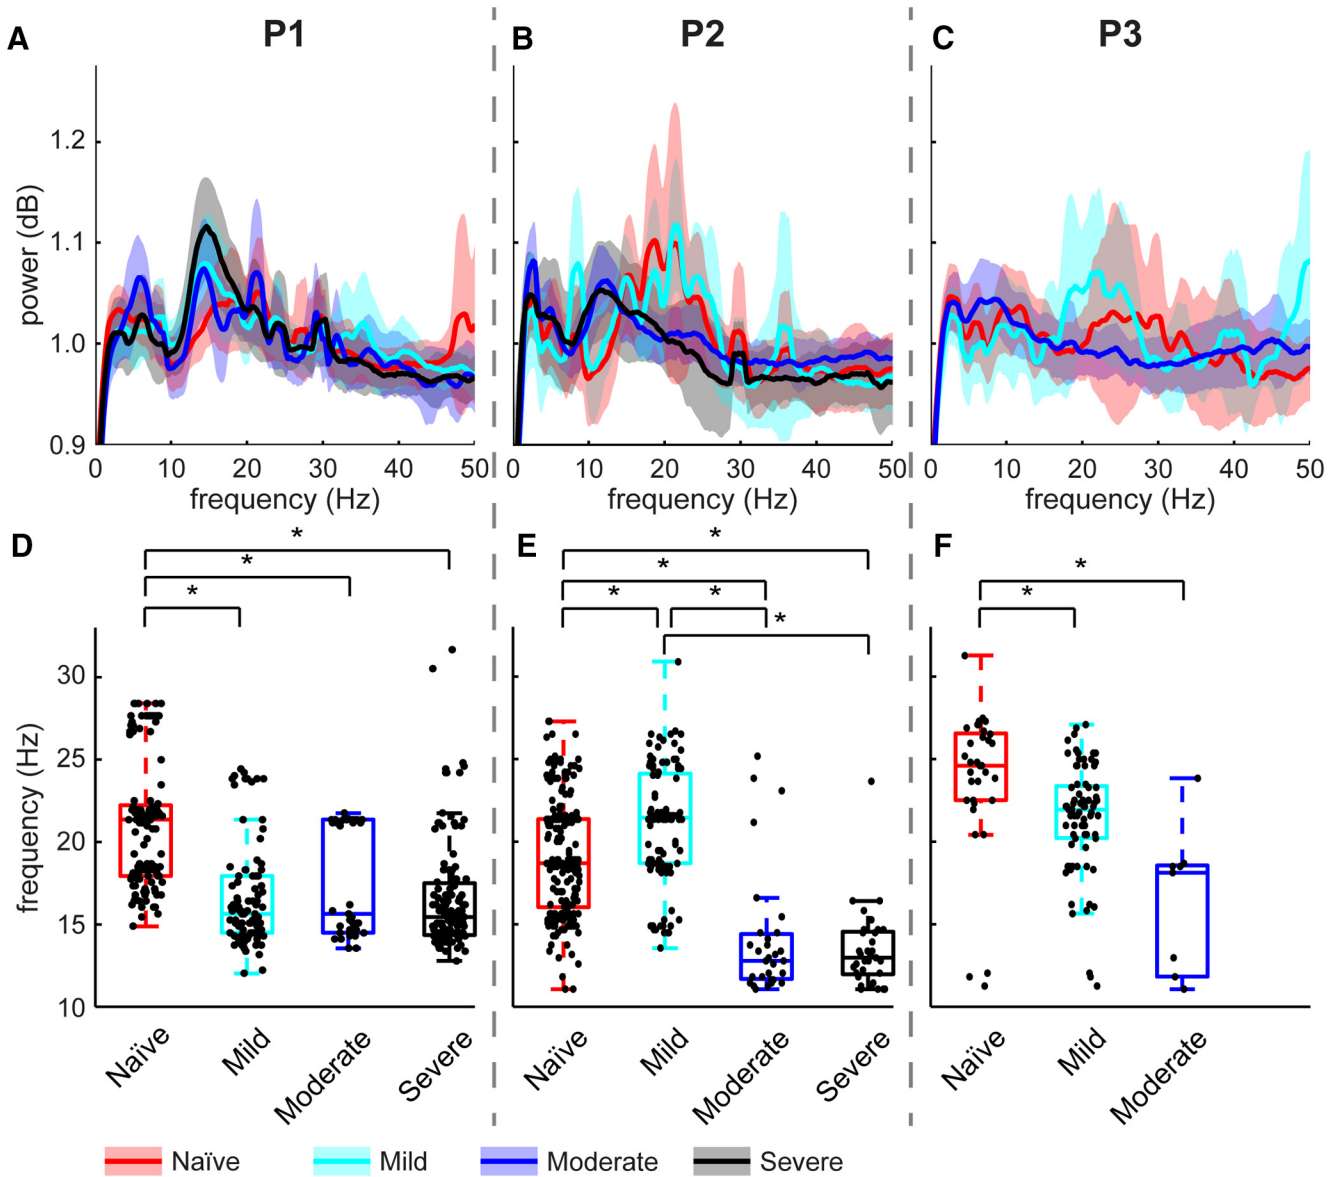 A P1 B P2 C P3
power (dB)
1.2
1.1
1.0
0.9
0 10 20 30 40 50 0 10 20 30 40 50 0 10 20 30 40 50
frequency (Hz) frequency (Hz) frequency (Hz)
D E F
* * *
* * * * *
* *
frequency (Hz)
30
25
20
15
10
Naïve Mild Moderate Severe Naïve Mild Moderate Severe Naïve Mild Moderate
Naïve Mild Moderate Severe